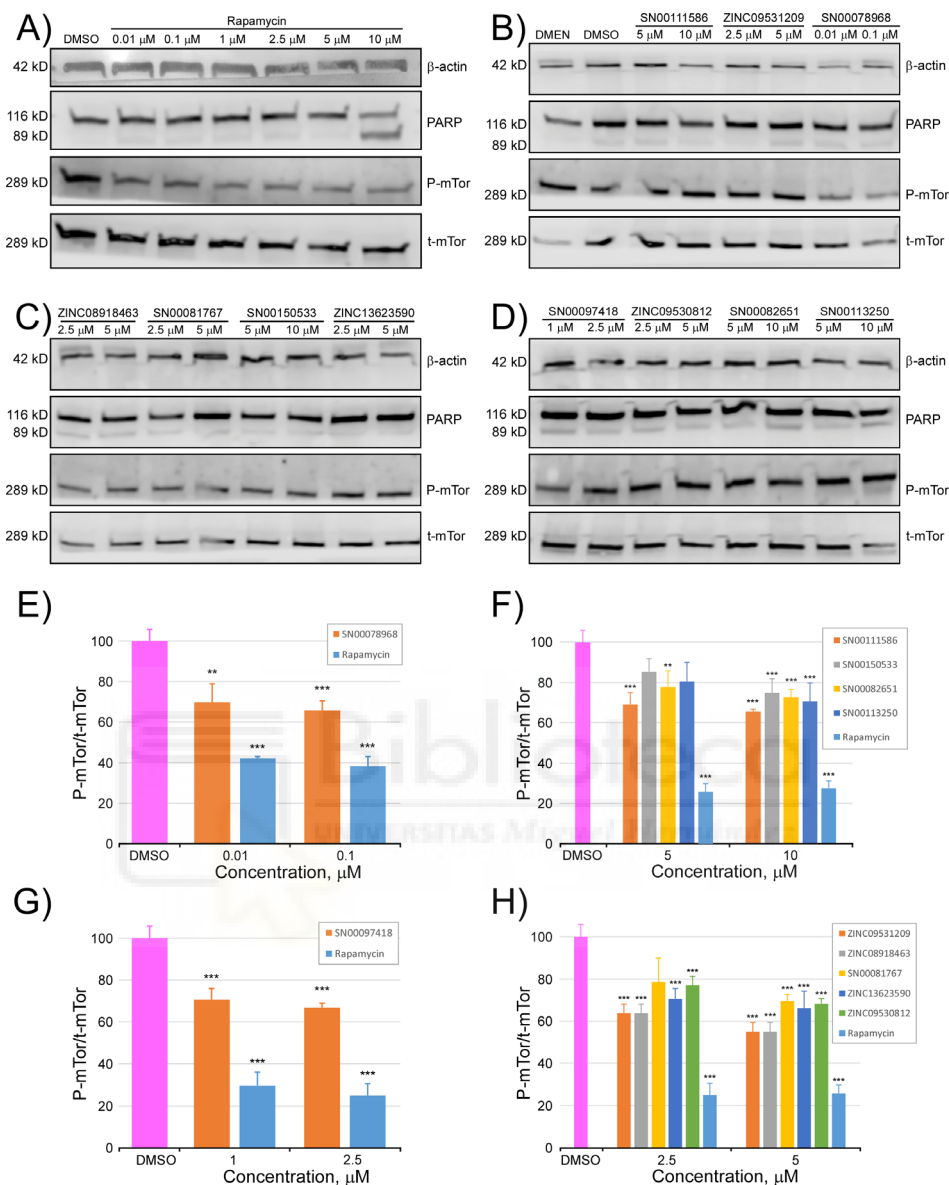 A)
Rapamycin
DMSO 0.01 μM 0.1 μM 1 μM 2.5 μM 5 μM 10 μM
42 kD β-actin
116 kD PARP
89 kD
289 kD P-mTor
289 kD t-mTor
B)
SN00111586 ZINC09531209 SN00078968
DMEN DMSO 5 μM 10 μM 2.5 μM 5 μM 0.01 μM 0.1 μM
42 kD β-actin
116 kD PARP
89 kD
289 kD P-mTor
289 kD t-mTor
C)
ZINC08918463 SN00081767 SN00150533 ZINC13623590
2.5 μM 5 μM 2.5 μM 5 μM 5 μM 10 μM 2.5 μM 5 μM
42 kD β-actin
116 kD PARP
89 kD
289 kD P-mTor
289 kD t-mTor
D)
SN00097418 ZINC09530812 SN00082651 SN00113250
1 μM 2.5 μM 2.5 μM 5 μM 5 μM 10 μM 5 μM 10 μM
42 kD β-actin
116 kD PARP
89 kD
289 kD P-mTor
289 kD t-mTor
E)
P-mTor/t-mTor
100
80
60
40
20
0
SN00078968
Rapamycin
** *** *** ***
DMSO 0.01 0.1
Concentration, μM
F)
P-mTor/t-mTor
100
80
60
40
20
0
SN00111586
SN00150533
SN00082651
SN00113250
Rapamycin
*** ** *** *** *** *** *** ***
DMSO 5 10
Concentration, μM
Biblioteca
UNIVERSITAS Miguel Hernández
G)
P-mTor/t-mTor
100
80
60
40
20
0
SN00097418
Rapamycin
*** *** *** ***
DMSO 1 2.5
Concentration, μM
H)
P-mTor/t-mTor
100
80
60
40
20
0
ZINC09531209
ZINC08918463
SN00081767
ZINC13623590
ZINC09530812
Rapamycin
*** *** *** *** *** *** *** *** *** *** ***
DMSO 2.5 5
Concentration, μM